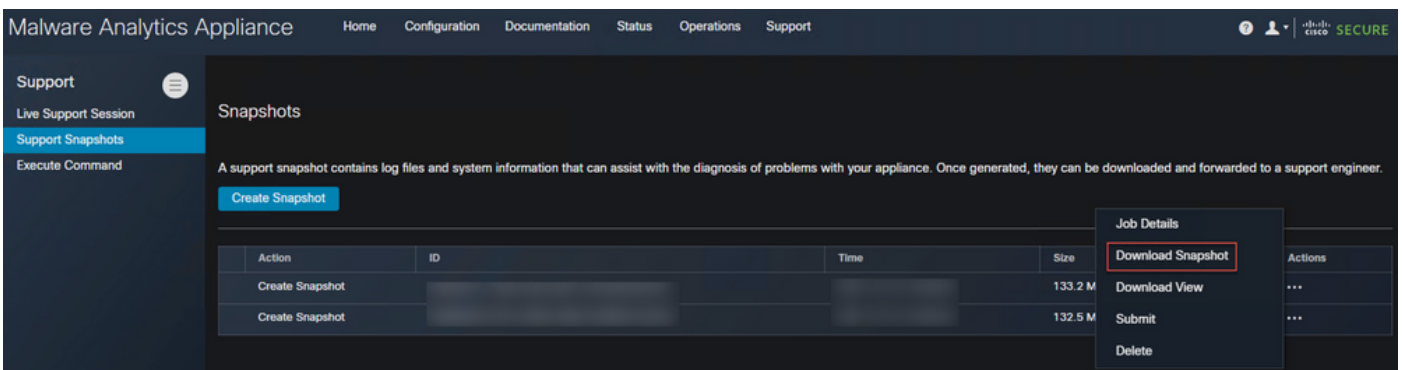 Malware Analytics Appliance Home Configuration Documentation Status Operations Support cisco SECURE
Support
Live Support Session
Support Snapshots
Execute Command
Snapshots
A support snapshot contains log files and system information that can assist with the diagnosis of problems with your appliance. Once generated, they can be downloaded and forwarded to a support engineer.
Create Snapshot
Action ID Time Size Actions
Create Snapshot 133.2 M ...
Create Snapshot 132.5 M ...
Job Details
Download Snapshot
Download View
Submit
Delete